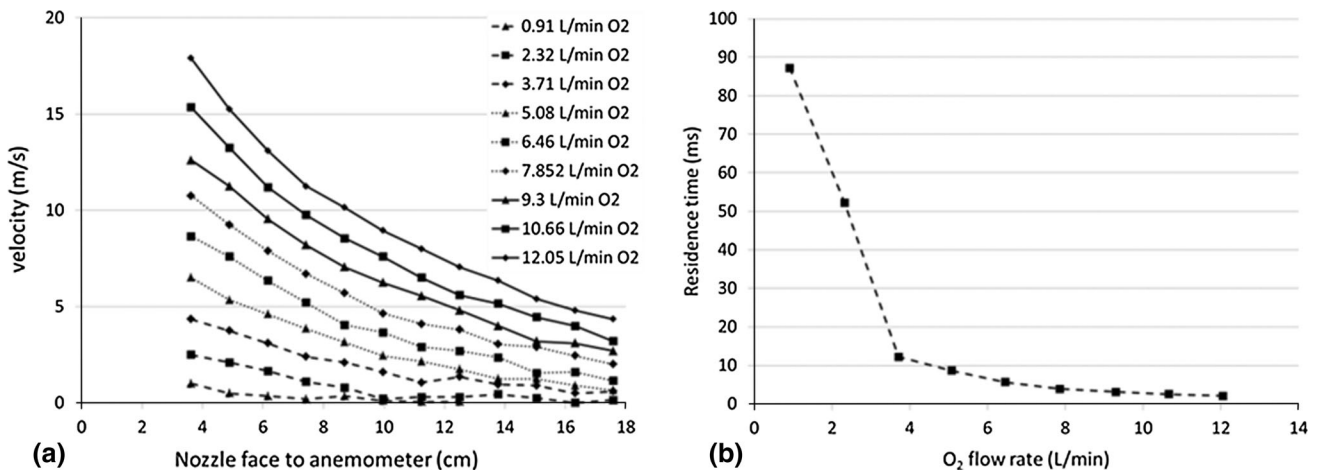 20
15
10
5
0
velocity (m/s)
0 2 4 6 8 10 12 14 16 18
Nozzle face to anemometer (cm)
0.91 L/min O2
2.32 L/min O2
3.71 L/min O2
5.08 L/min O2
6.46 L/min O2
7.852 L/min O2
9.3 L/min O2
10.66 L/min O2
12.05 L/min O2
(a)
100
90
80
70
60
50
40
30
20
10
0
Residence time (ms)
0 2 4 6 8 10 12 14
O₂ flow rate (L/min)
(b)